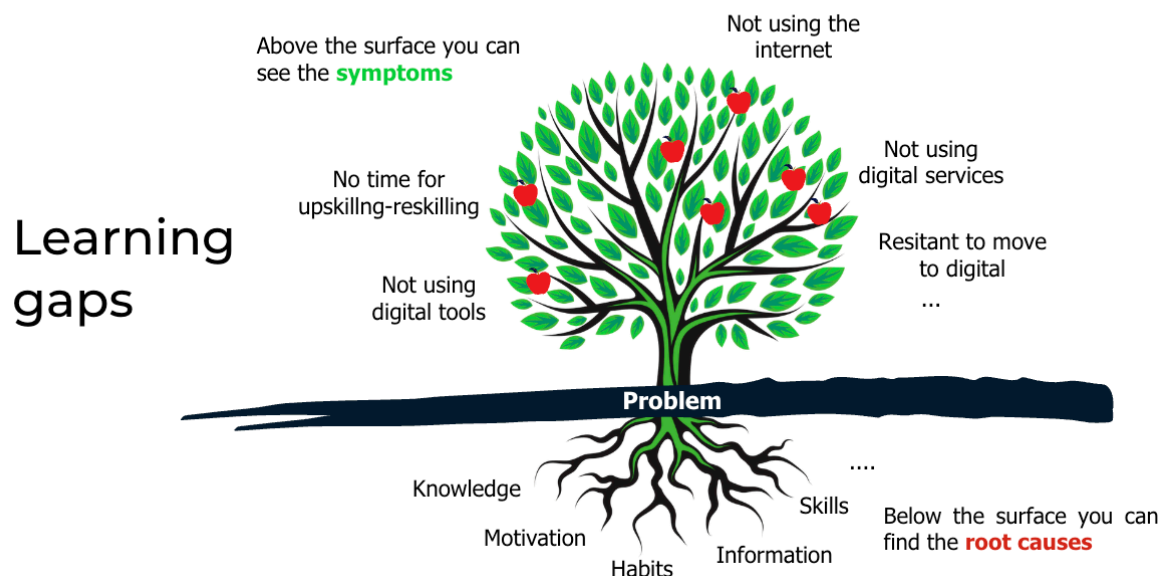 Learning
gaps
Above the surface you can
see the symptoms
Not using the
internet
No time for
upskillng-reskilling
Not using
digital services
Not using
digital tools
Resitant to move
to digital
...
Problem
Knowledge
Motivation
Habits
Information
Skills
....
Below the surface you can
find the root causes